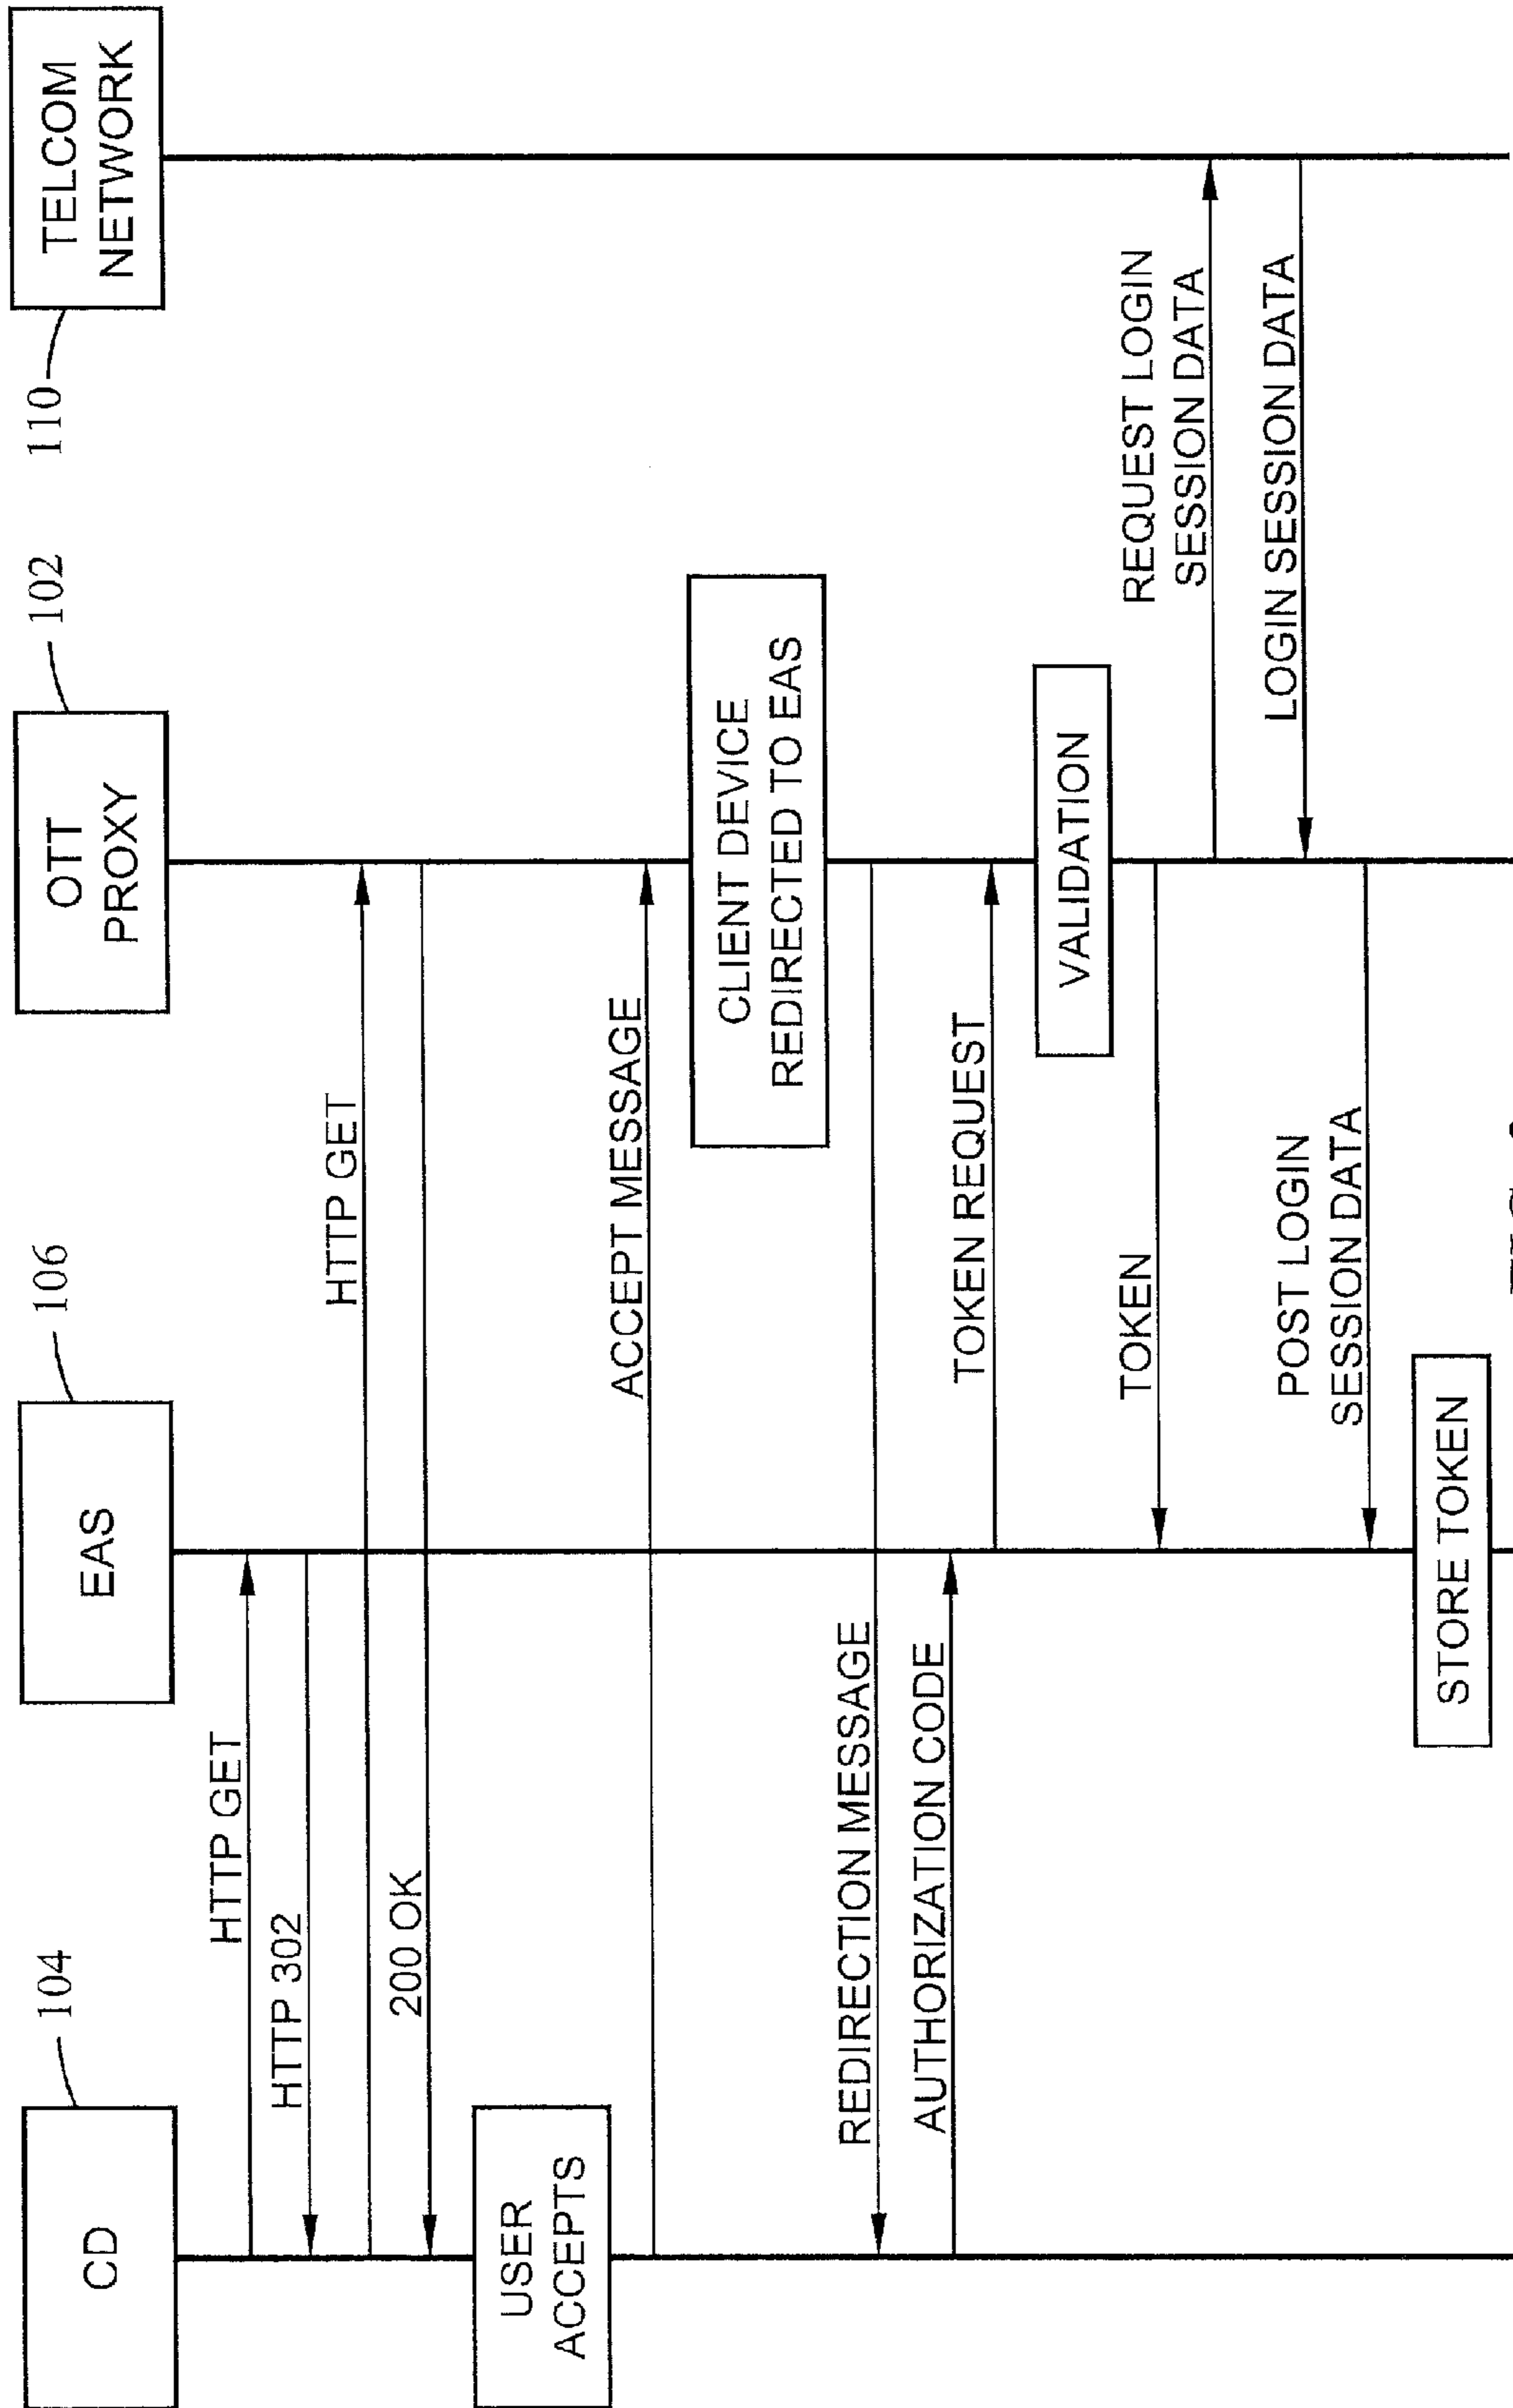 CD
104
EAS
106
OTT
PROXY
102
TELCOM
NETWORK
110
HTTP GET
HTTP 302
HTTP GET
200 OK
USER
ACCEPTS
ACCEPT MESSAGE
CLIENT DEVICE
REDIRECTED TO EAS
REDIRECTION MESSAGE
AUTHORIZATION CODE
TOKEN REQUEST
VALIDATION
TOKEN
REQUEST LOGIN
SESSION DATA
LOGIN SESSION DATA
POST LOGIN
SESSION DATA
STORE TOKEN